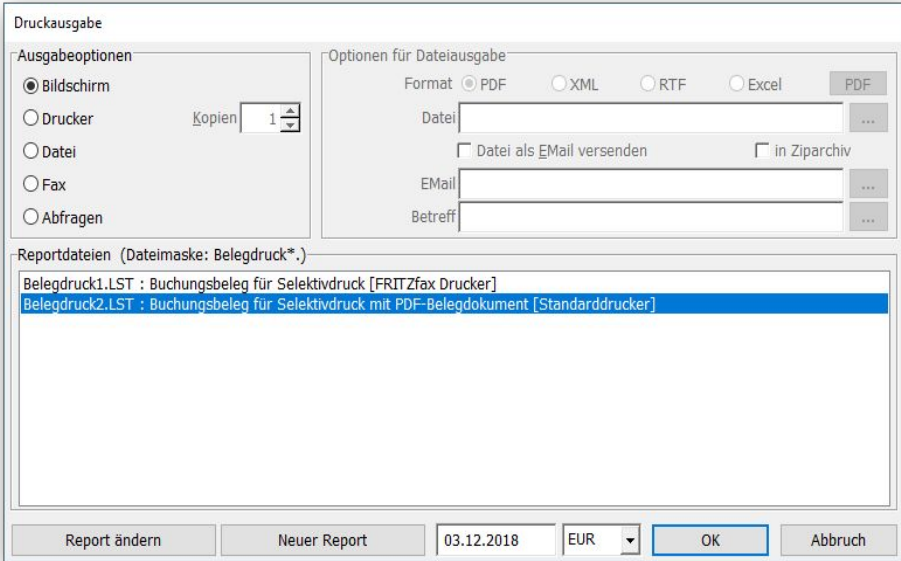 Druckausgabe
Ausgabeoptionen
Bildschirm
Drucker
Kopien 1
Datei
Fax
Abfragen
Optionen für Dateiausgabe
Format PDF XML RTF Excel PDF
Datei ...
Datei als EMail versenden in Ziparchiv
EMail ...
Betreff ...
Reportdateien (Dateimaske: Belegdruck*.)
Belegdruck1.LST : Buchungsbeleg für Selektivdruck [FRITZfax Drucker]
Belegdruck2.LST : Buchungsbeleg für Selektivdruck mit PDF-Belegdokument [Standarddrucker]
Report ändern Neuer Report 03.12.2018 EUR OK Abbruch